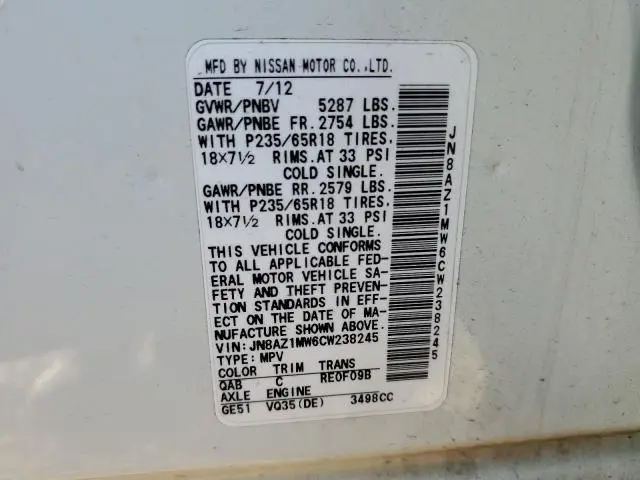 MFD BY NISSAN MOTOR CO.,LTD.
DATE 7/12
GVWR/PNBV 5287 LBS.
GAWR/PNBE FR. 2754 LBS.
WITH P235/65R18 TIRES,
18X7½ RIMS. AT 33 PSI
COLD SINGLE.
GAWR/PNBE RR. 2579 LBS.
WITH P235/65R18 TIRES,
18X7½ RIMS. AT 33 PSI
COLD SINGLE.
THIS VEHICLE CONFORMS
TO ALL APPLICABLE FED-
ERAL MOTOR VEHICLE SA-
FETY AND THEFT PREVEN-
TION STANDARDS IN EFF-
ECT ON THE DATE OF MA-
NUFACTURE SHOWN ABOVE.
VIN:JN8AZ1MW6CW238245
TYPE:MPV
COLOR TRIM TRANS
QAB C RE0F09B
AXLE ENGINE
GE51 VQ35(DE) 3498CC
JN8AZ1MW6CW238245